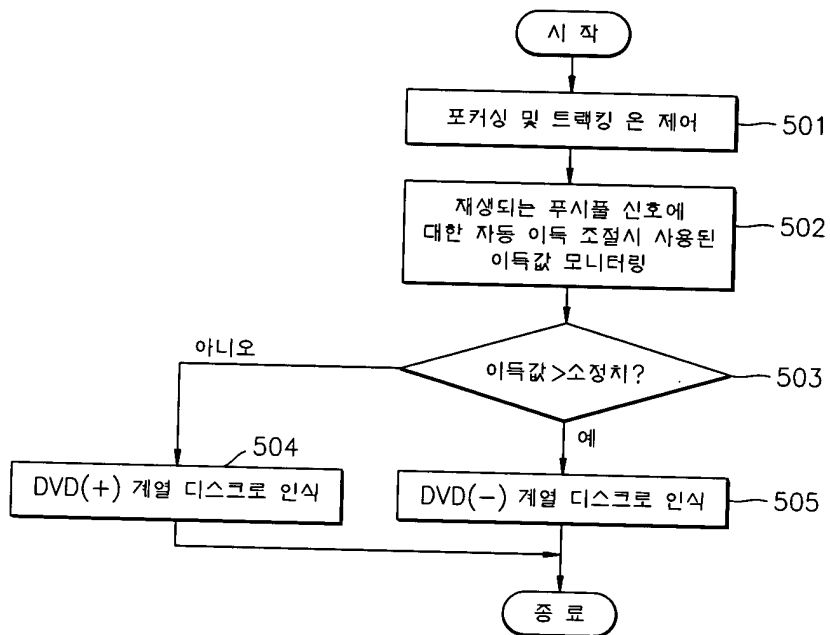 시 작
포커싱 및 트랙킹 온 제어
501
재생되는 푸시풀 신호에
대한 자동 이득 조절시 사용된
이득값 모니터링
502
이득값>소정치?
503
아니오
예
504
DVD(+) 계열 디스크로 인식
DVD(-) 계열 디스크로 인식
505
종 료